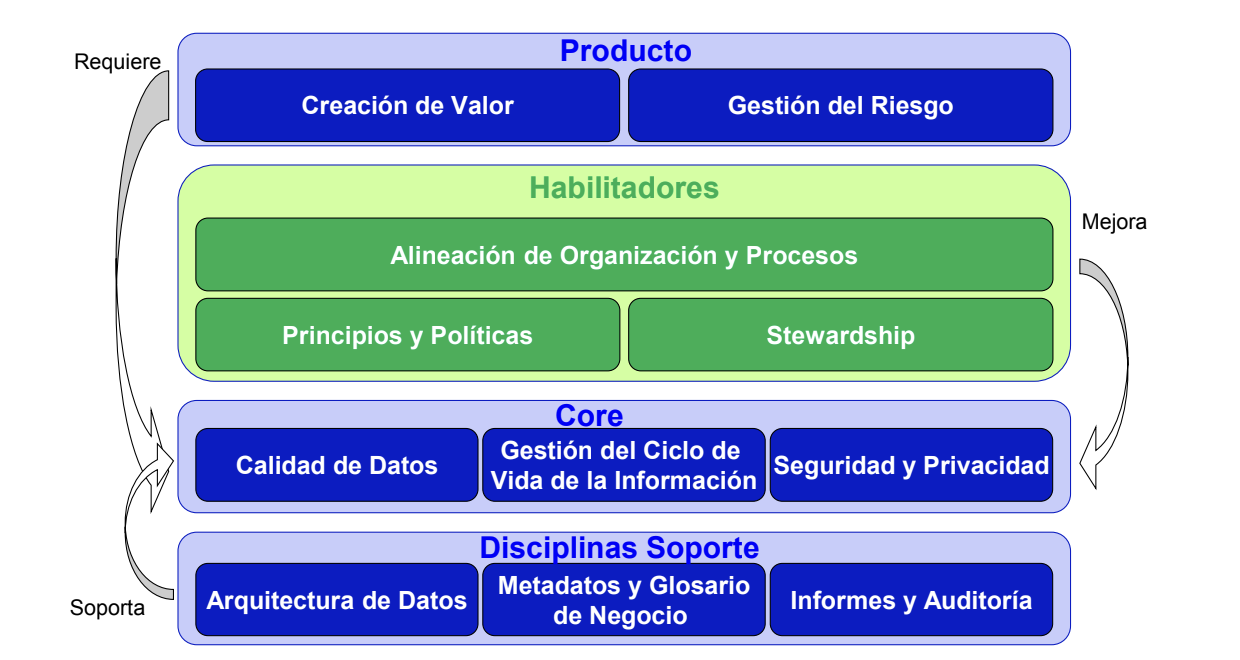 Requiere
Producto
Creación de Valor
Gestión del Riesgo
Habilitadores
Alineación de Organización y Procesos
Principios y Políticas
Stewardship
Mejora
Core
Calidad de Datos
Gestión del Ciclo de
Vida de la Información
Seguridad y Privacidad
Disciplinas Soporte
Arquitectura de Datos
Metadatos y Glosario
de Negocio
Informes y Auditoría
Soporta